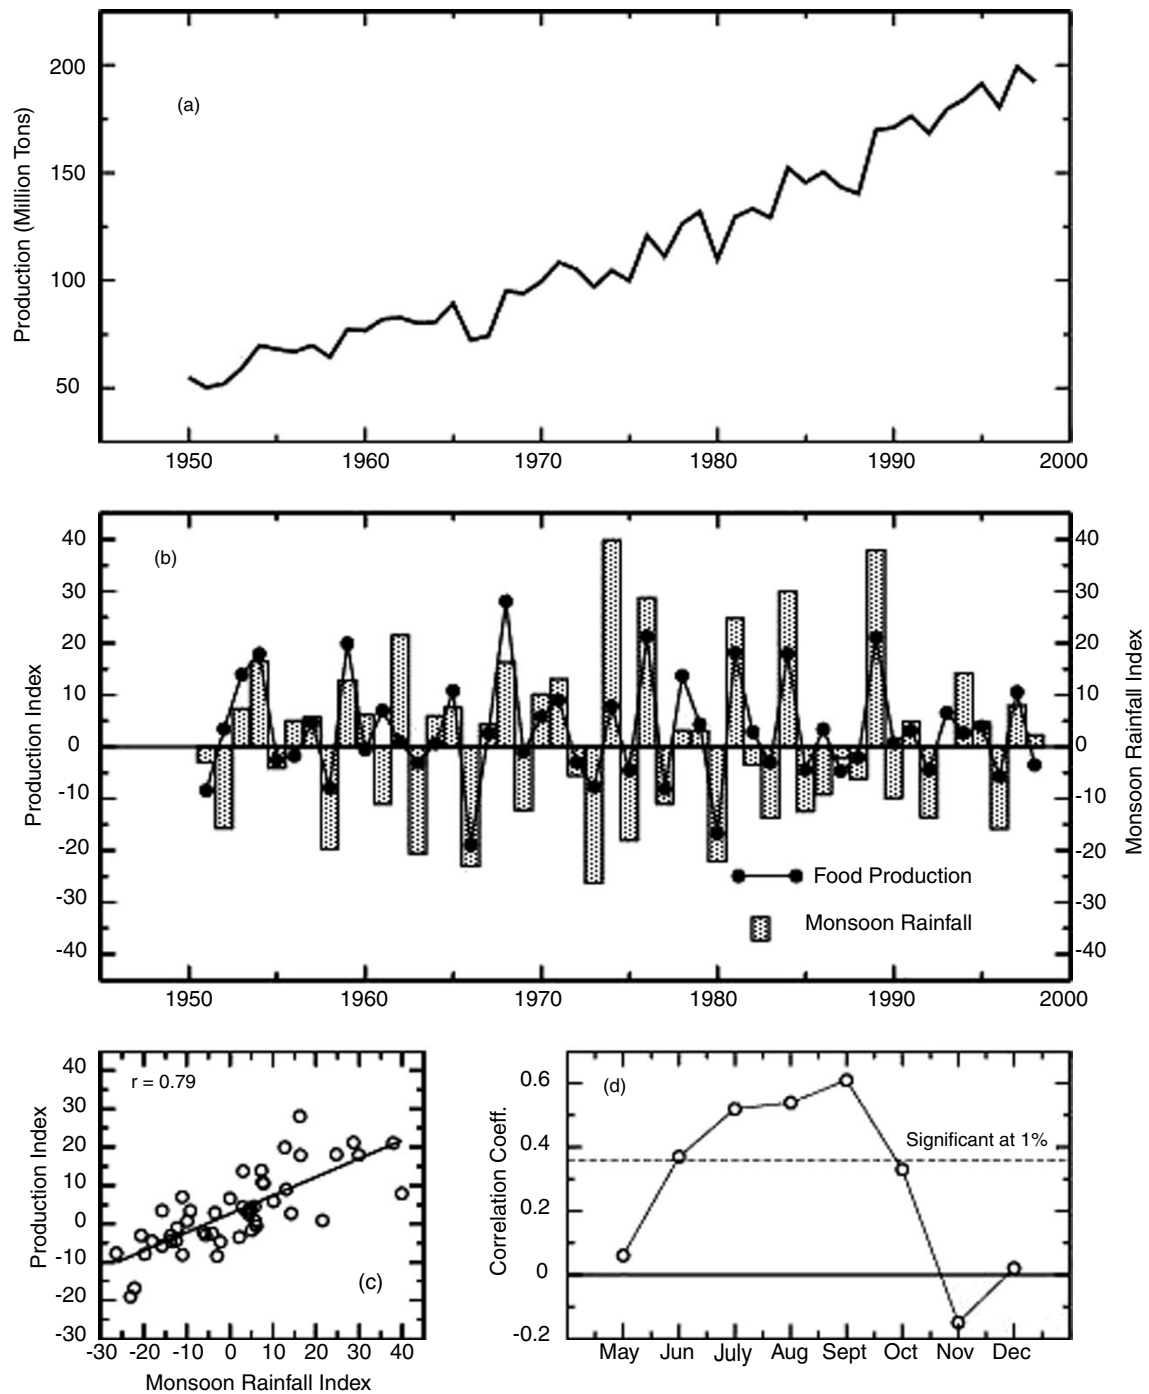 Production (Million Tons)
200
150
100
50
(a)
1950 1960 1970 1980 1990 2000
Production Index
40
30
20
10
0
-10
-20
-30
-40
(b)
Food Production
Monsoon Rainfall
40
30
20
10
0
-10
-20
-30
-40
Monsoon Rainfall Index
1950 1960 1970 1980 1990 2000
Production Index
40
30
20
10
0
-10
-20
-30
r = 0.79
(c)
-30 -20 -10 0 10 20 30 40
Monsoon Rainfall Index
Correlation Coeff.
0.6
0.4
0.2
0
-0.2
(d)
Significant at 1%
May Jun July Aug Sept Oct Nov Dec